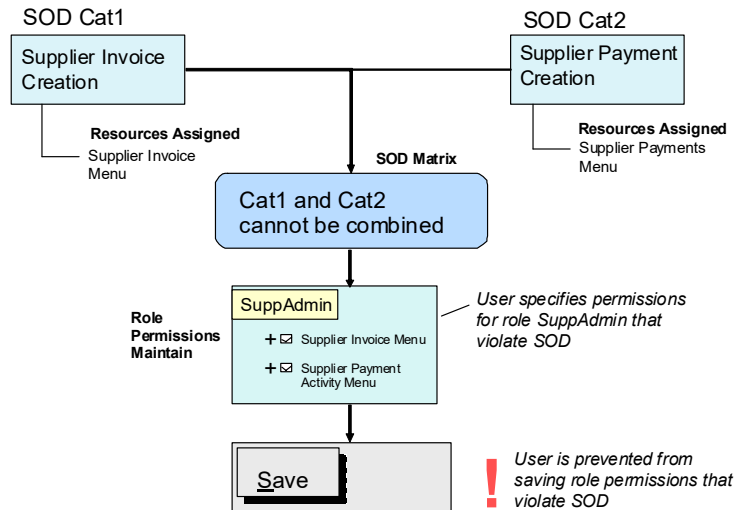 SOD Cat1
SOD Cat2
Supplier Invoice
Creation
Supplier Payment
Creation
Resources Assigned
Supplier Invoice
Menu
Resources Assigned
Supplier Payments
Menu
SOD Matrix
Cat1 and Cat2
cannot be combined
SuppAdmin
Role
Permissions
Maintain
Supplier Invoice Menu
Supplier Payment
Activity Menu
User specifies permissions
for role SuppAdmin that
violate SOD
Save
!
User is prevented from
saving role permissions that
violate SOD